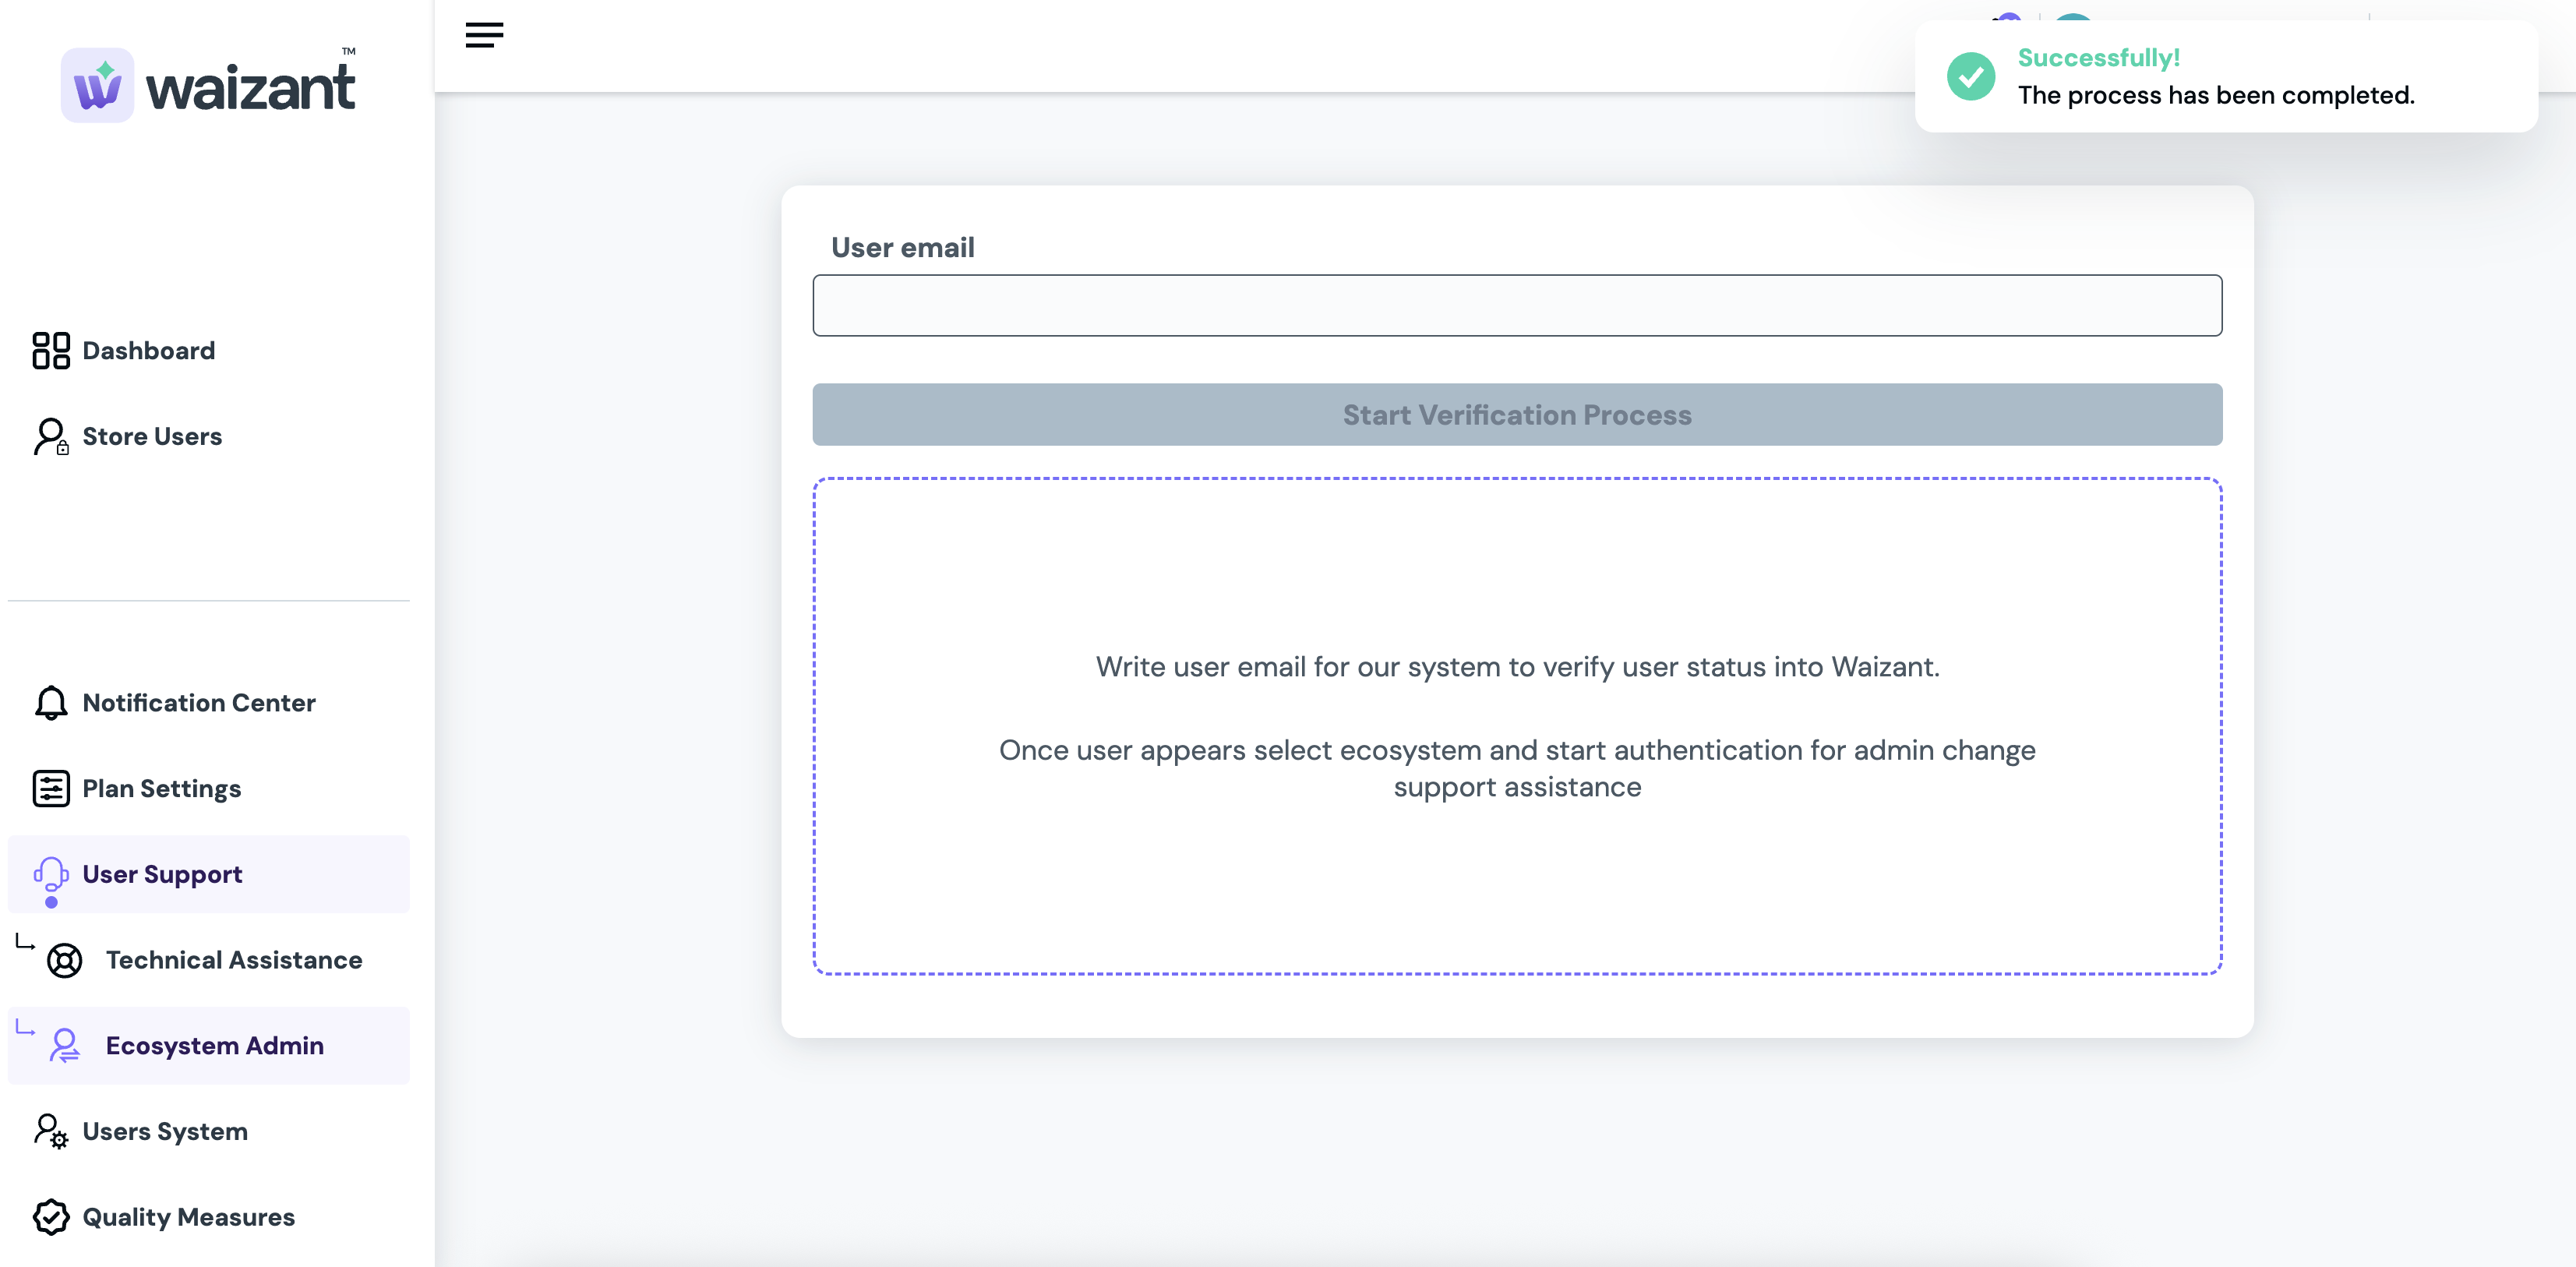 waizant™
Dashboard
Store Users
Notification Center
Plan Settings
User Support
Technical Assistance
Ecosystem Admin
Users System
Quality Measures
Successfully!
The process has been completed.
User email
Start Verification Process
Write user email for our system to verify user status into Waizant.
Once user appears select ecosystem and start authentication for admin change
support assistance